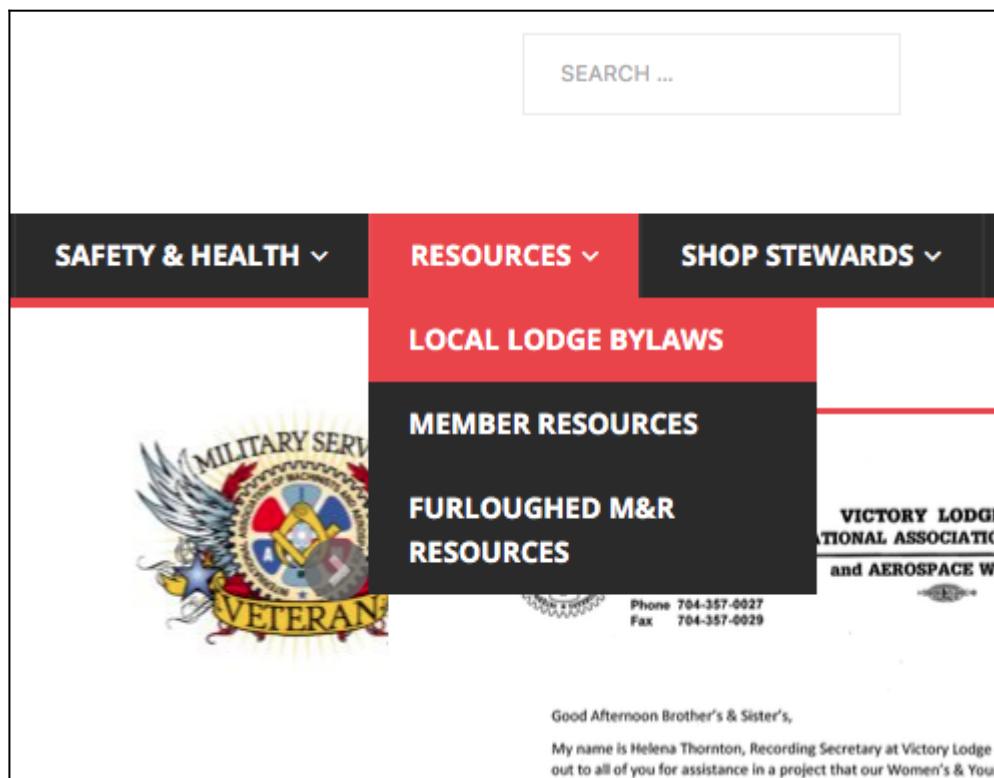 SEARCH ...
SAFETY & HEALTH
RESOURCES
SHOP STEWARDS
LOCAL LODGE BYLAWS
MEMBER RESOURCES
FURLOUGHED M&R
RESOURCES
MILITARY SERV
VETERAN
VICTORY LODG
TIONAL ASSOCIATIO
and AEROSPACE W
Phone 704-357-0027
Fax 704-357-0029
Good Afternoon Brother's & Sister's,
My name is Helena Thornton, Recording Secretary at Victory Lodge
out to all of you for assistance in a project that our Women's & You